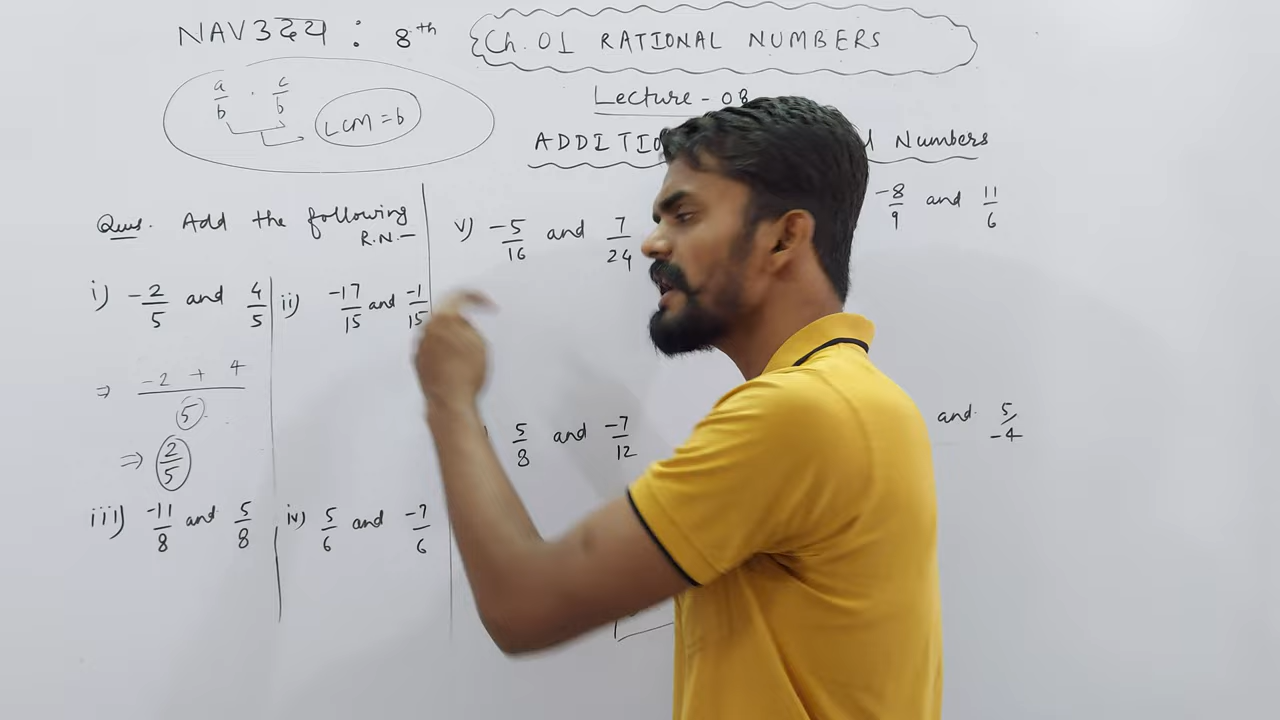 NAV3रत्न : 8th
Ch. 01 RATIONAL NUMBERS
a/b . c/b
LCM = b
Lecture - 08
Numbers
Ques. Add the following
R.N.—
i) -2/5 and 4/5
⇒ -2 + 4 / 5
⇒ 2/5
ii) -17/15 and -1/15
iii) -11/8 and 5/8
iv) 5/6 and -7/6
v) -5/16 and 7/24
5/8 and -7/12
-8/9 and 11/6
and 5/-4